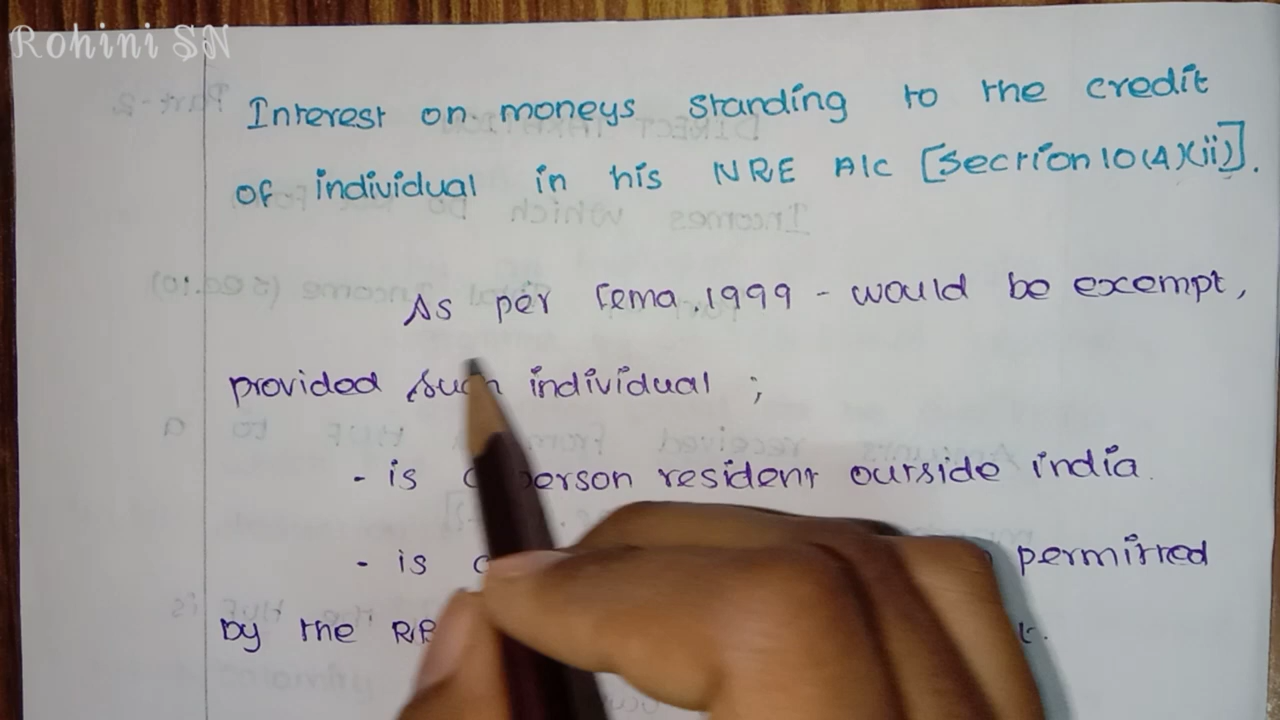 Rohini SN
Interest on moneys standing to the credit
of individual in his NRE A/c [Section 10(4)(ii)].
As per Fema, 1999 - would be exempt,
provided such individual ;
- is a person resident outside india.
- is permitted
by the